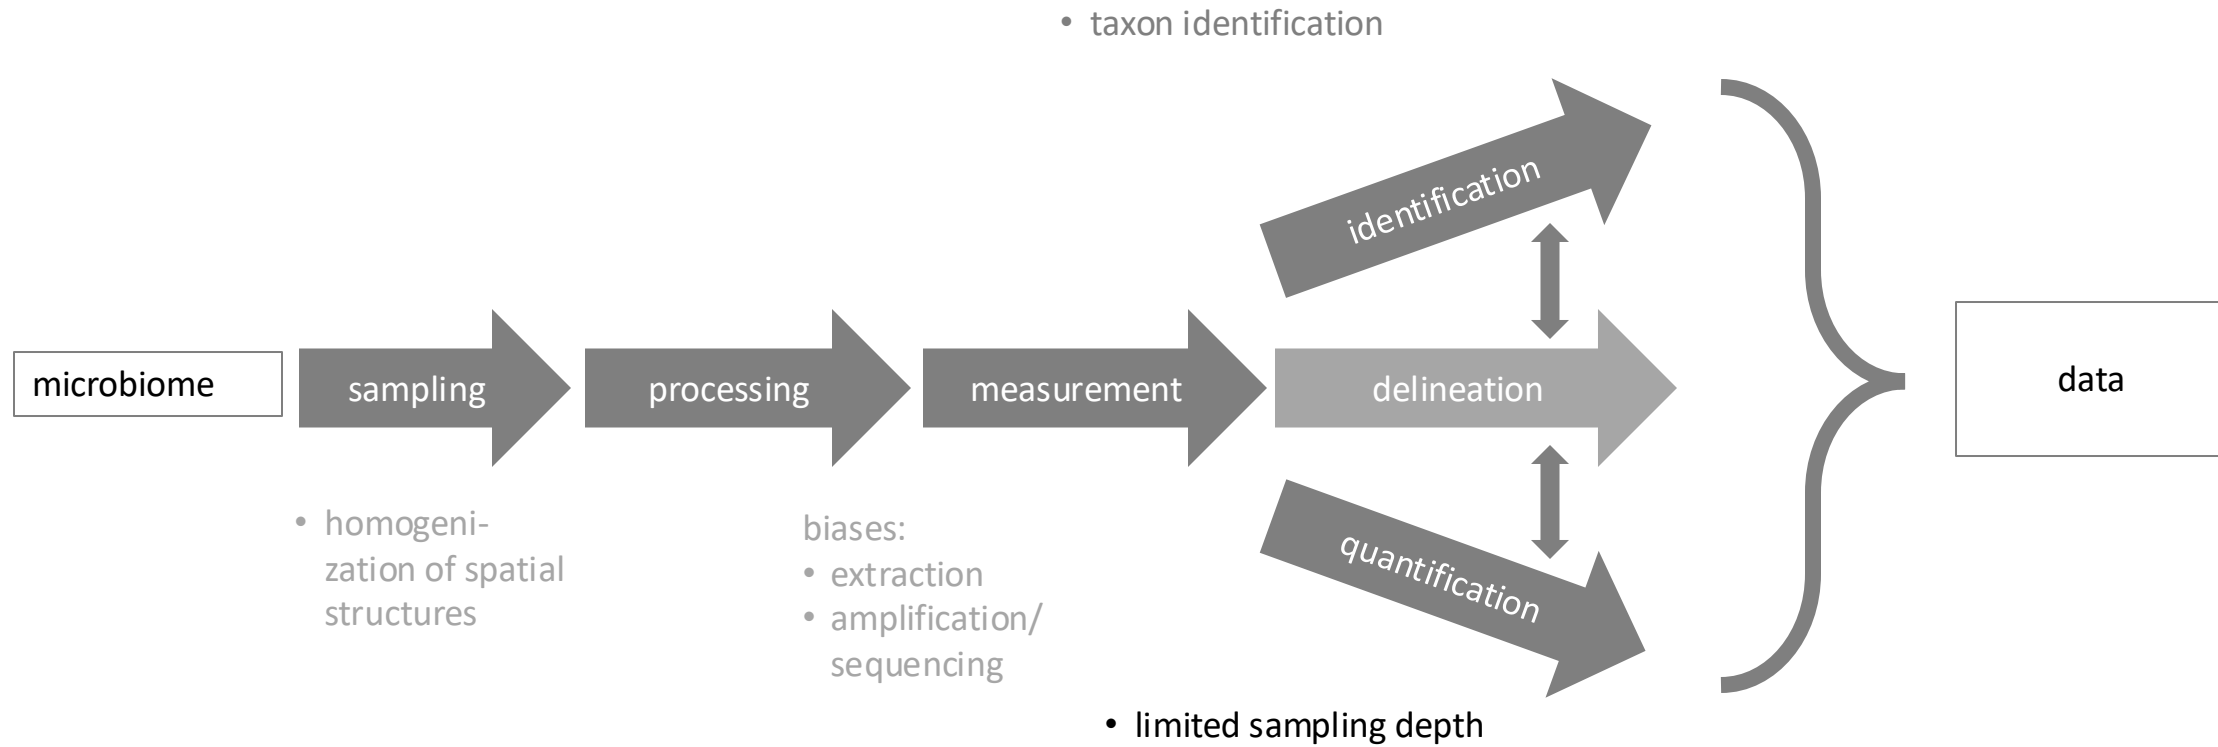 • taxon identification
identification
microbiome
sampling
processing
measurement
delineation
data
quantification
• homogeni-
zation of spatial
structures
biases:
• extraction
• amplification/
sequencing
• limited sampling depth